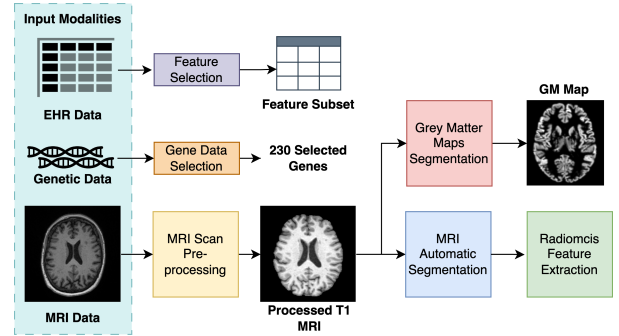 Input Modalities
EHR Data
Feature
Selection
Feature Subset
Genetic Data
Gene Data
Selection
230 Selected
Genes
MRI Data
MRI Scan
Pre-
processing
Processed T1
MRI
Grey Matter
Maps
Segmentation
GM Map
MRI
Automatic
Segmentation
Radiomcis
Feature
Extraction